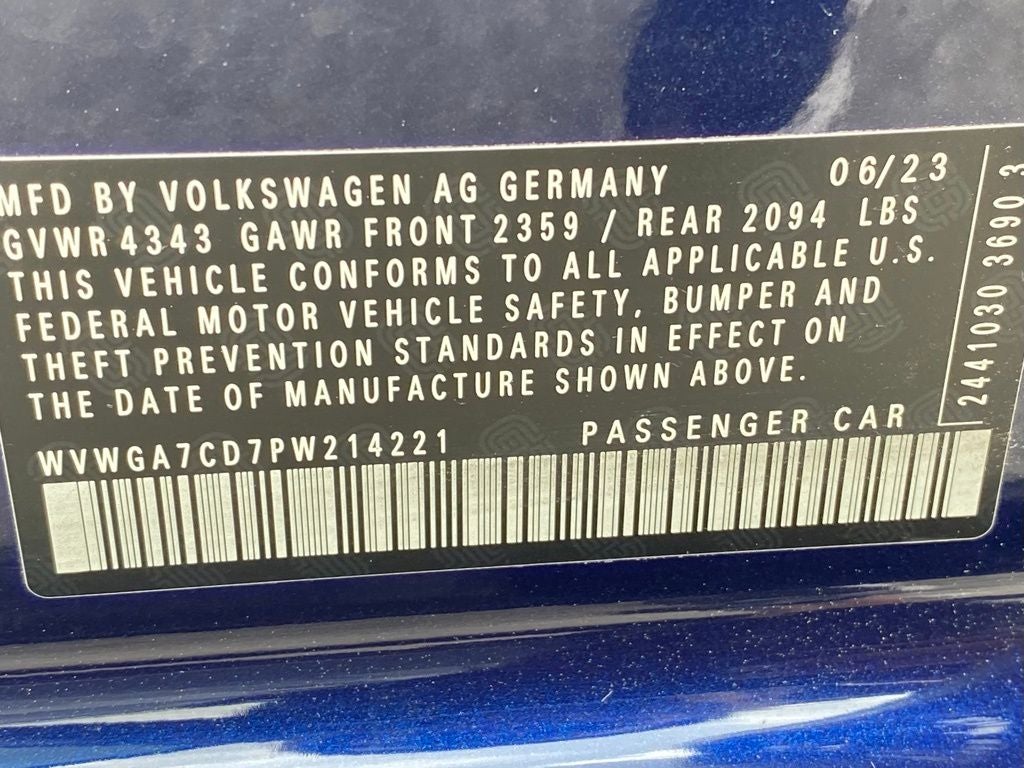 MFD BY VOLKSWAGEN AG GERMANY 06/23
GVWR 4343 GAWR FRONT 2359 / REAR 2094 LBS
THIS VEHICLE CONFORMS TO ALL APPLICABLE U.S.
FEDERAL MOTOR VEHICLE SAFETY, BUMPER AND
THEFT PREVENTION STANDARDS IN EFFECT ON
THE DATE OF MANUFACTURE SHOWN ABOVE.
WVWGA7CD7PW214221 PASSENGER CAR
2441030 3690 3